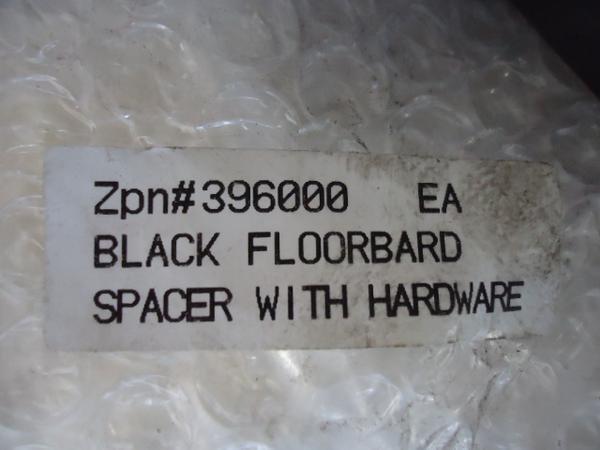 Zpn#396000 EA
BLACK FLOORBARD
SPACER WITH HARDWARE